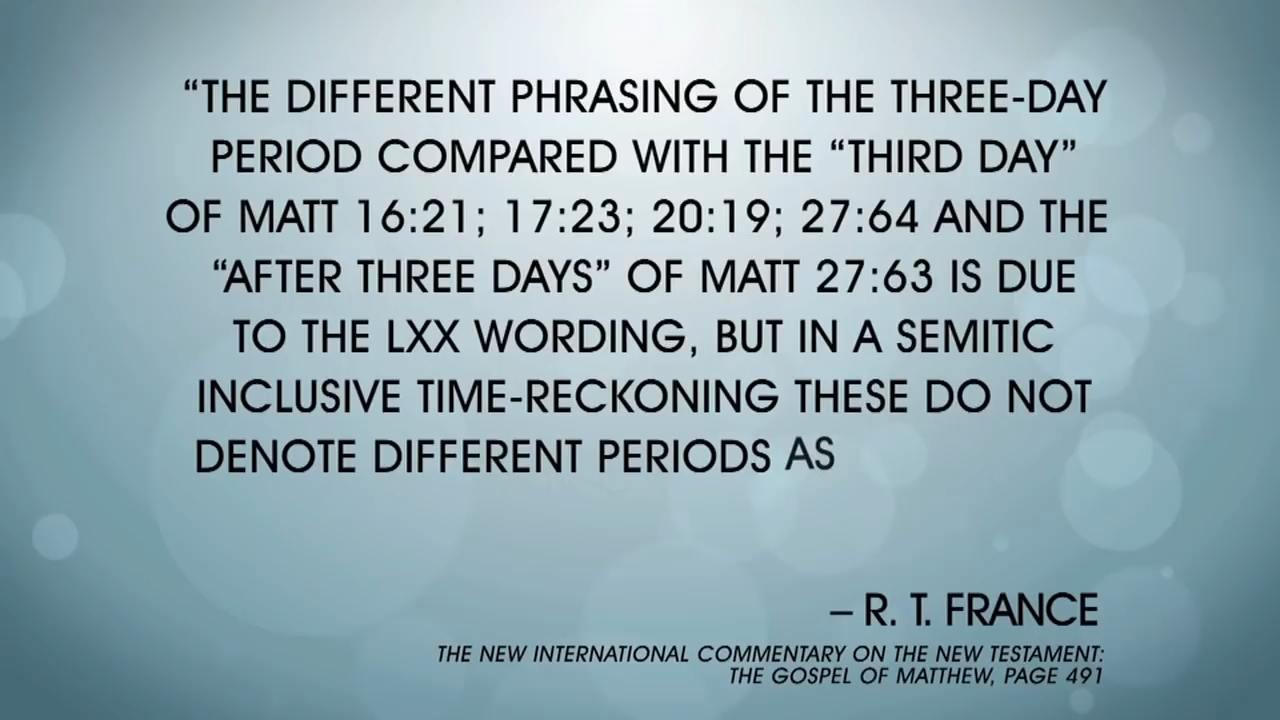 “THE DIFFERENT PHRASING OF THE THREE-DAY
PERIOD COMPARED WITH THE “THIRD DAY”
OF MATT 16:21; 17:23; 20:19; 27:64 AND THE
“AFTER THREE DAYS” OF MATT 27:63 IS DUE
TO THE LXX WORDING, BUT IN A SEMITIC
INCLUSIVE TIME-RECKONING THESE DO NOT
DENOTE DIFFERENT PERIODS AS
– R. T. FRANCE
THE NEW INTERNATIONAL COMMENTARY ON THE NEW TESTAMENT:
THE GOSPEL OF MATTHEW, PAGE 491